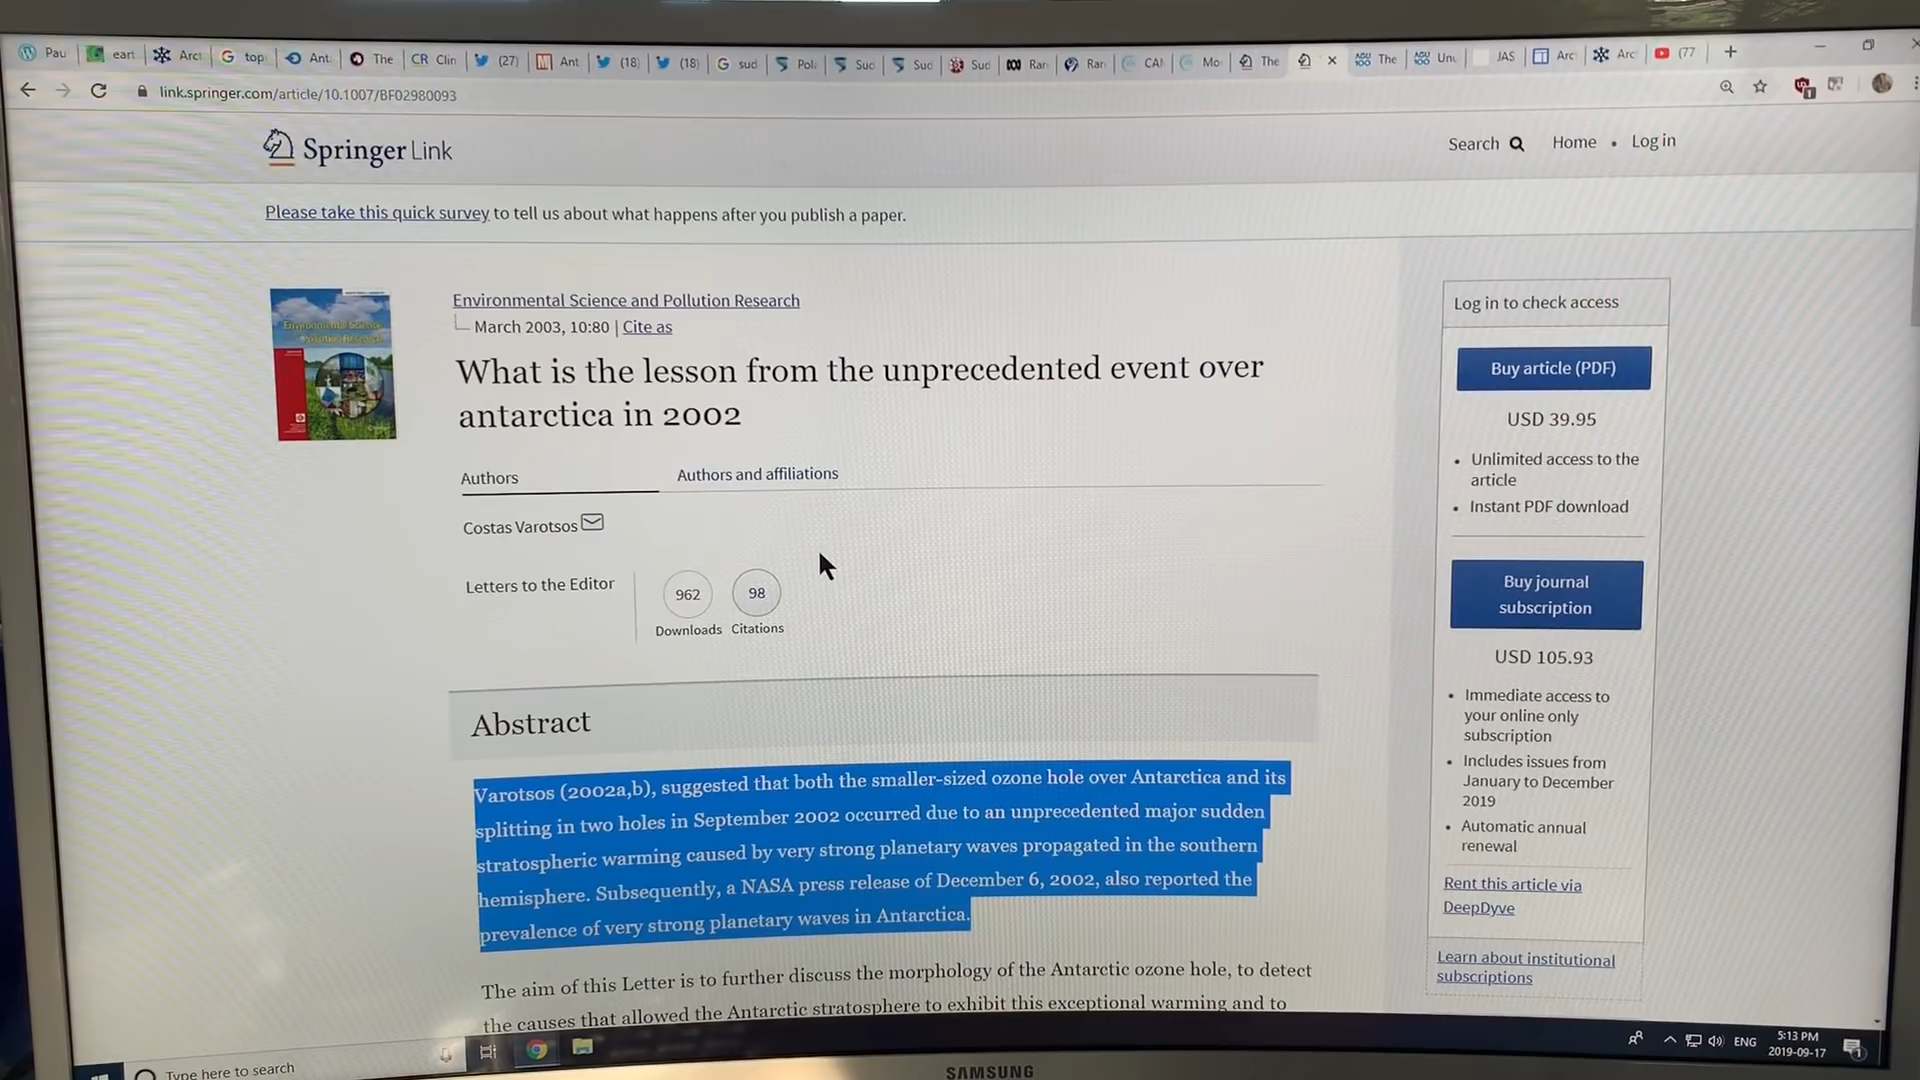 Pau
eart
Arc
G top
Ant
The
CR Clin
(27)
Ant
(18)
(18)
G sud
Pol
Suc
Suc
Suc
Ran
Ran
CAI
Mo
The
The
Un
JAS
Arc
Arc
(77
link.springer.com/article/10.1007/BF02980093
Springer Link
Search
Home • Log in
Please take this quick survey to tell us about what happens after you publish a paper.
Environmental Science and Pollution Research
March 2003, 10:80 | Cite as
What is the lesson from the unprecedented event over
antarctica in 2002
Authors
Authors and affiliations
Costas Varotsos
Letters to the Editor
962
Downloads
98
Citations
Abstract
Varotsos (2002a,b), suggested that both the smaller-sized ozone hole over Antarctica and its
splitting in two holes in September 2002 occurred due to an unprecedented major sudden
stratospheric warming caused by very strong planetary waves propagated in the southern
hemisphere. Subsequently, a NASA press release of December 6, 2002, also reported the
prevalence of very strong planetary waves in Antarctica.
The aim of this Letter is to further discuss the morphology of the Antarctic ozone hole, to detect
the causes that allowed the Antarctic stratosphere to exhibit this exceptional warming and to
Log in to check access
Buy article (PDF)
USD 39.95
• Unlimited access to the
article
• Instant PDF download
Buy journal
subscription
USD 105.93
• Immediate access to
your online only
subscription
• Includes issues from
January to December
2019
• Automatic annual
renewal
Rent this article via
DeepDyve
Learn about institutional
subscriptions
Type here to search
ENG
5:13 PM
2019-09-17
SAMSUNG